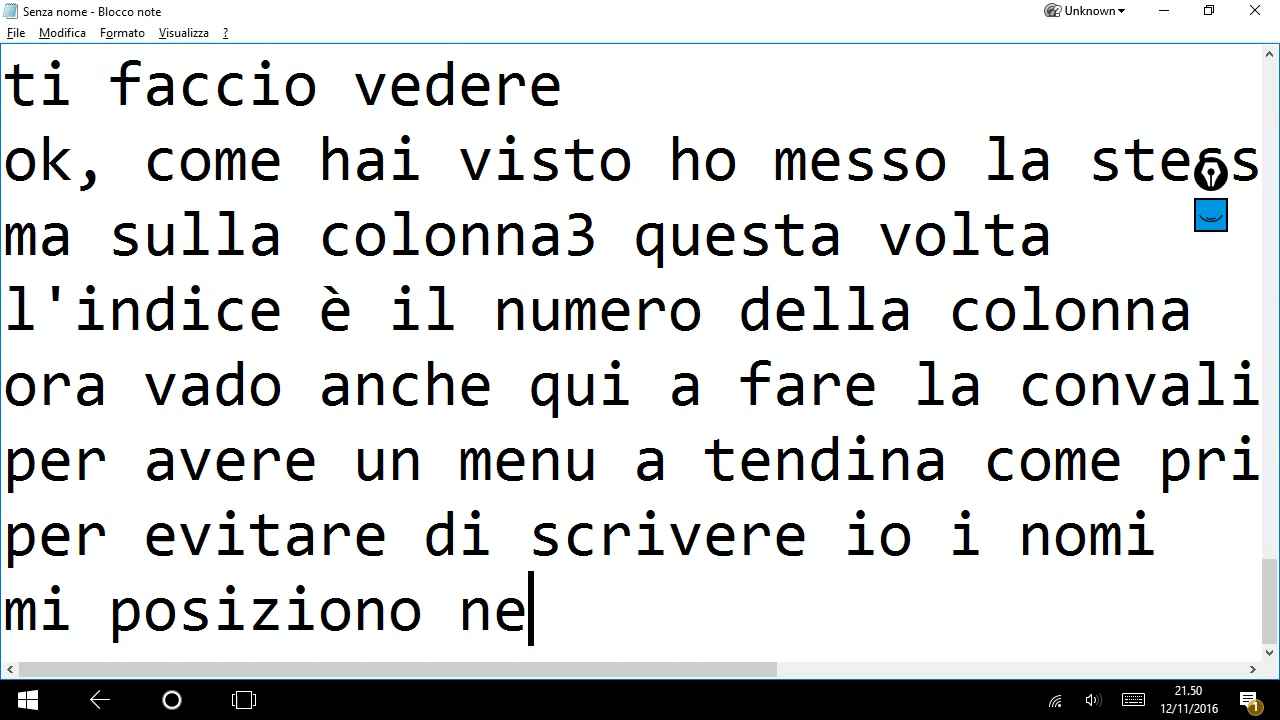 Senza nome - Blocco note
Unknown
File Modifica Formato Visualizza ?
ti faccio vedere
ok, come hai visto ho messo la
ma sulla colonna3 questa volta
l'indice è il numero della colonna
ora vado anche qui a fare la convali
per avere un menu a tendina come pri
per evitare di scrivere io i nomi
mi posiziono ne
21.50
12/11/2016
1